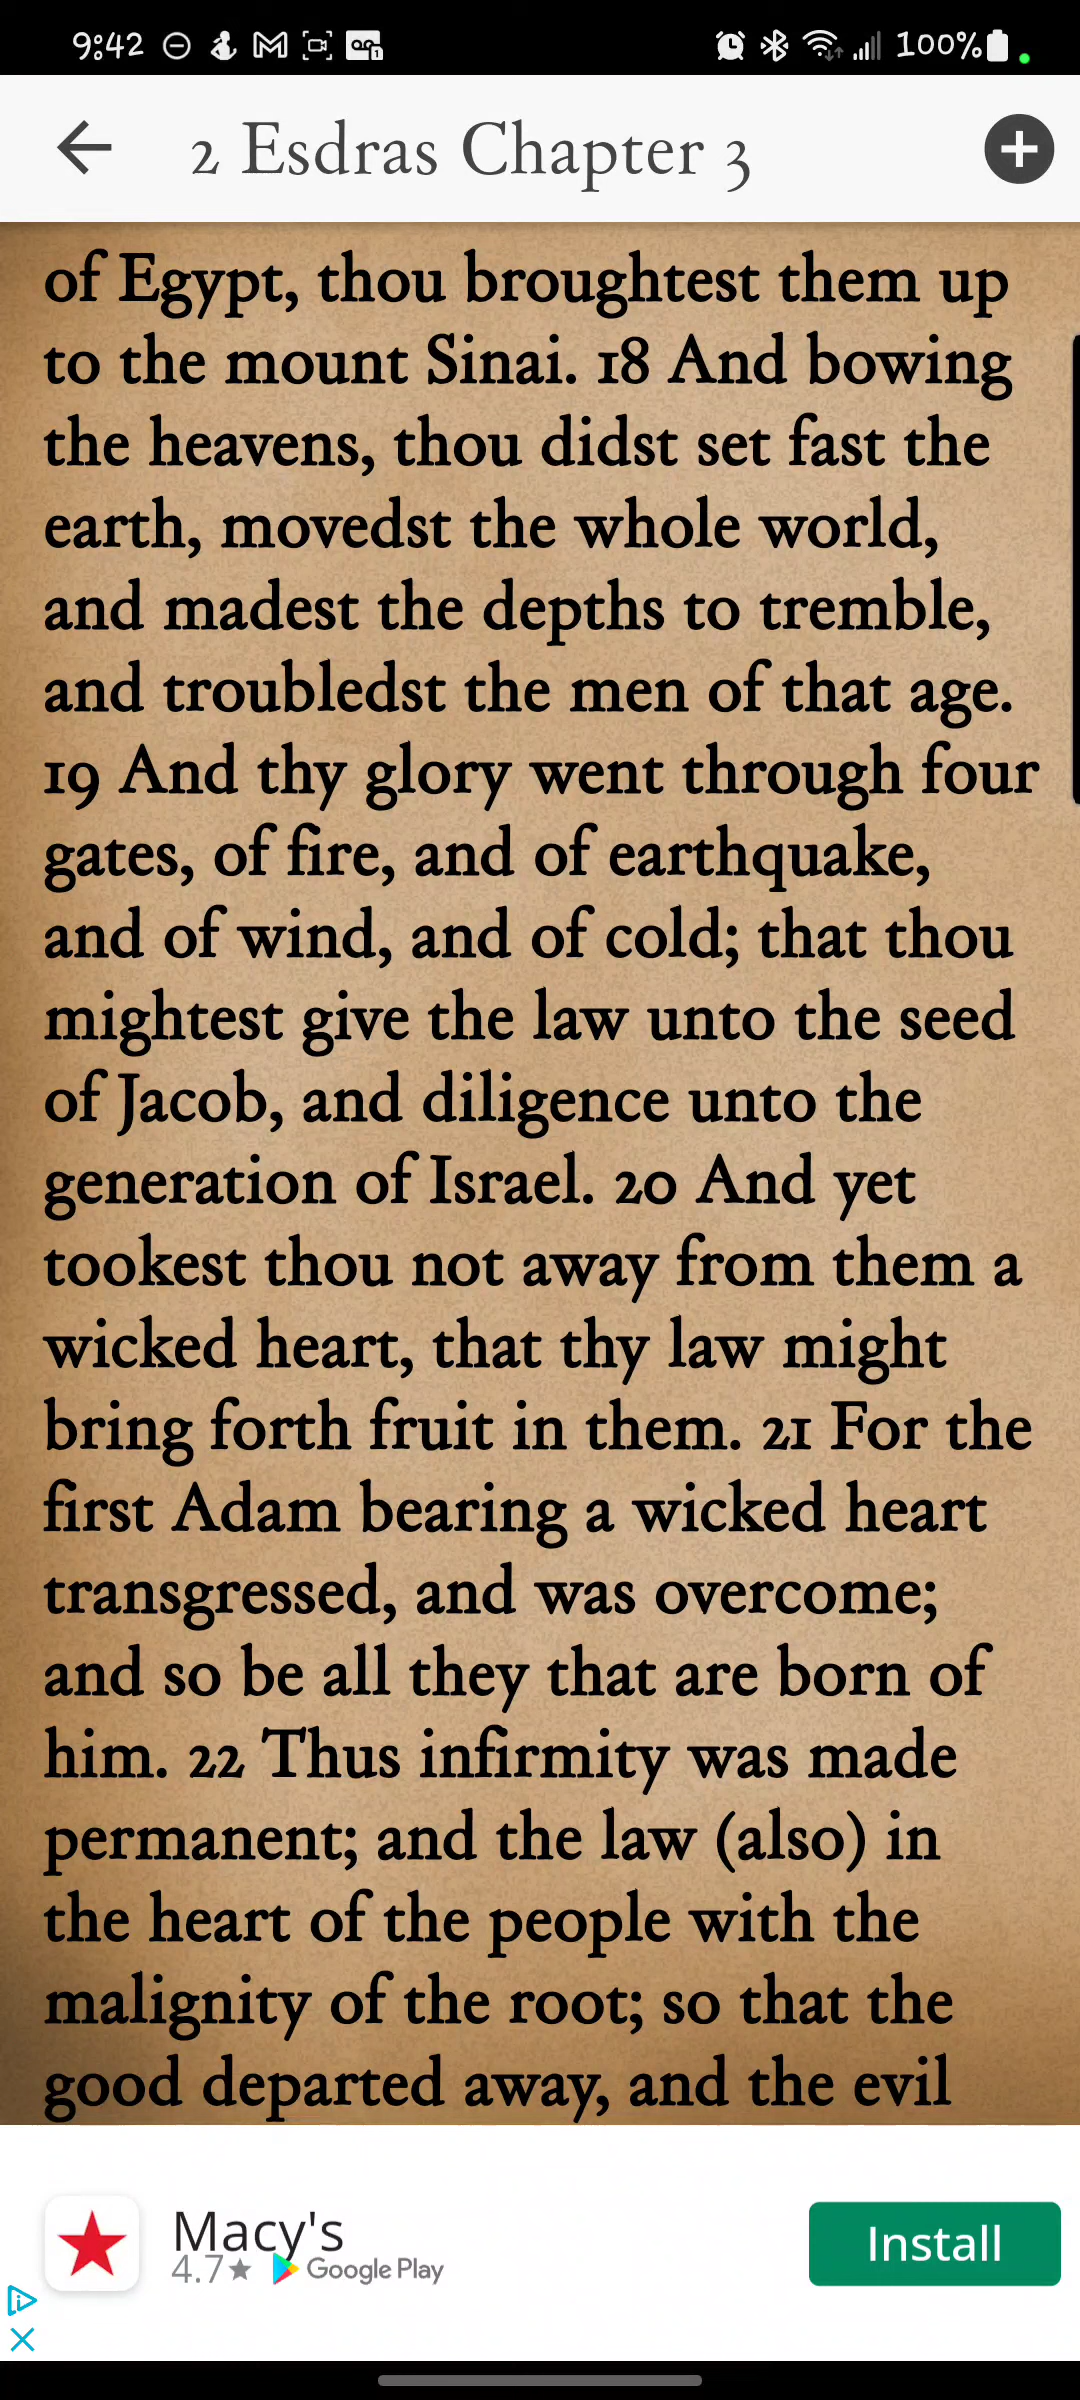 9:42
100%
2 Esdras Chapter 3
of Egypt, thou broughtest them up
to the mount Sinai. 18 And bowing
the heavens, thou didst set fast the
earth, movedst the whole world,
and madest the depths to tremble,
and troubledst the men of that age.
19 And thy glory went through four
gates, of fire, and of earthquake,
and of wind, and of cold; that thou
mightest give the law unto the seed
of Jacob, and diligence unto the
generation of Israel. 20 And yet
tookest thou not away from them a
wicked heart, that thy law might
bring forth fruit in them. 21 For the
first Adam bearing a wicked heart
transgressed, and was overcome;
and so be all they that are born of
him. 22 Thus infirmity was made
permanent; and the law (also) in
the heart of the people with the
malignity of the root; so that the
good departed away, and the evil
Macy's
4.7★ Google Play
Install